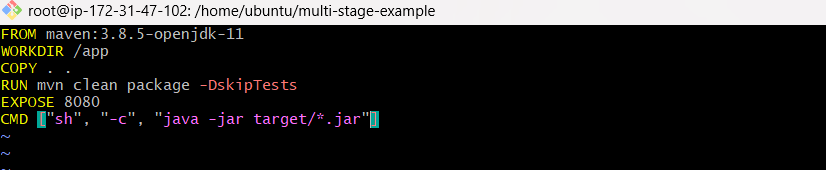 root@ip-172-31-47-102: /home/ubuntu/multi-stage-example
FROM maven:3.8.5-openjdk-11
WORKDIR /app
COPY . .
RUN mvn clean package -DskipTests
EXPOSE 8080
CMD ["sh", "-c", "java -jar target/*.jar"]
~
~
~